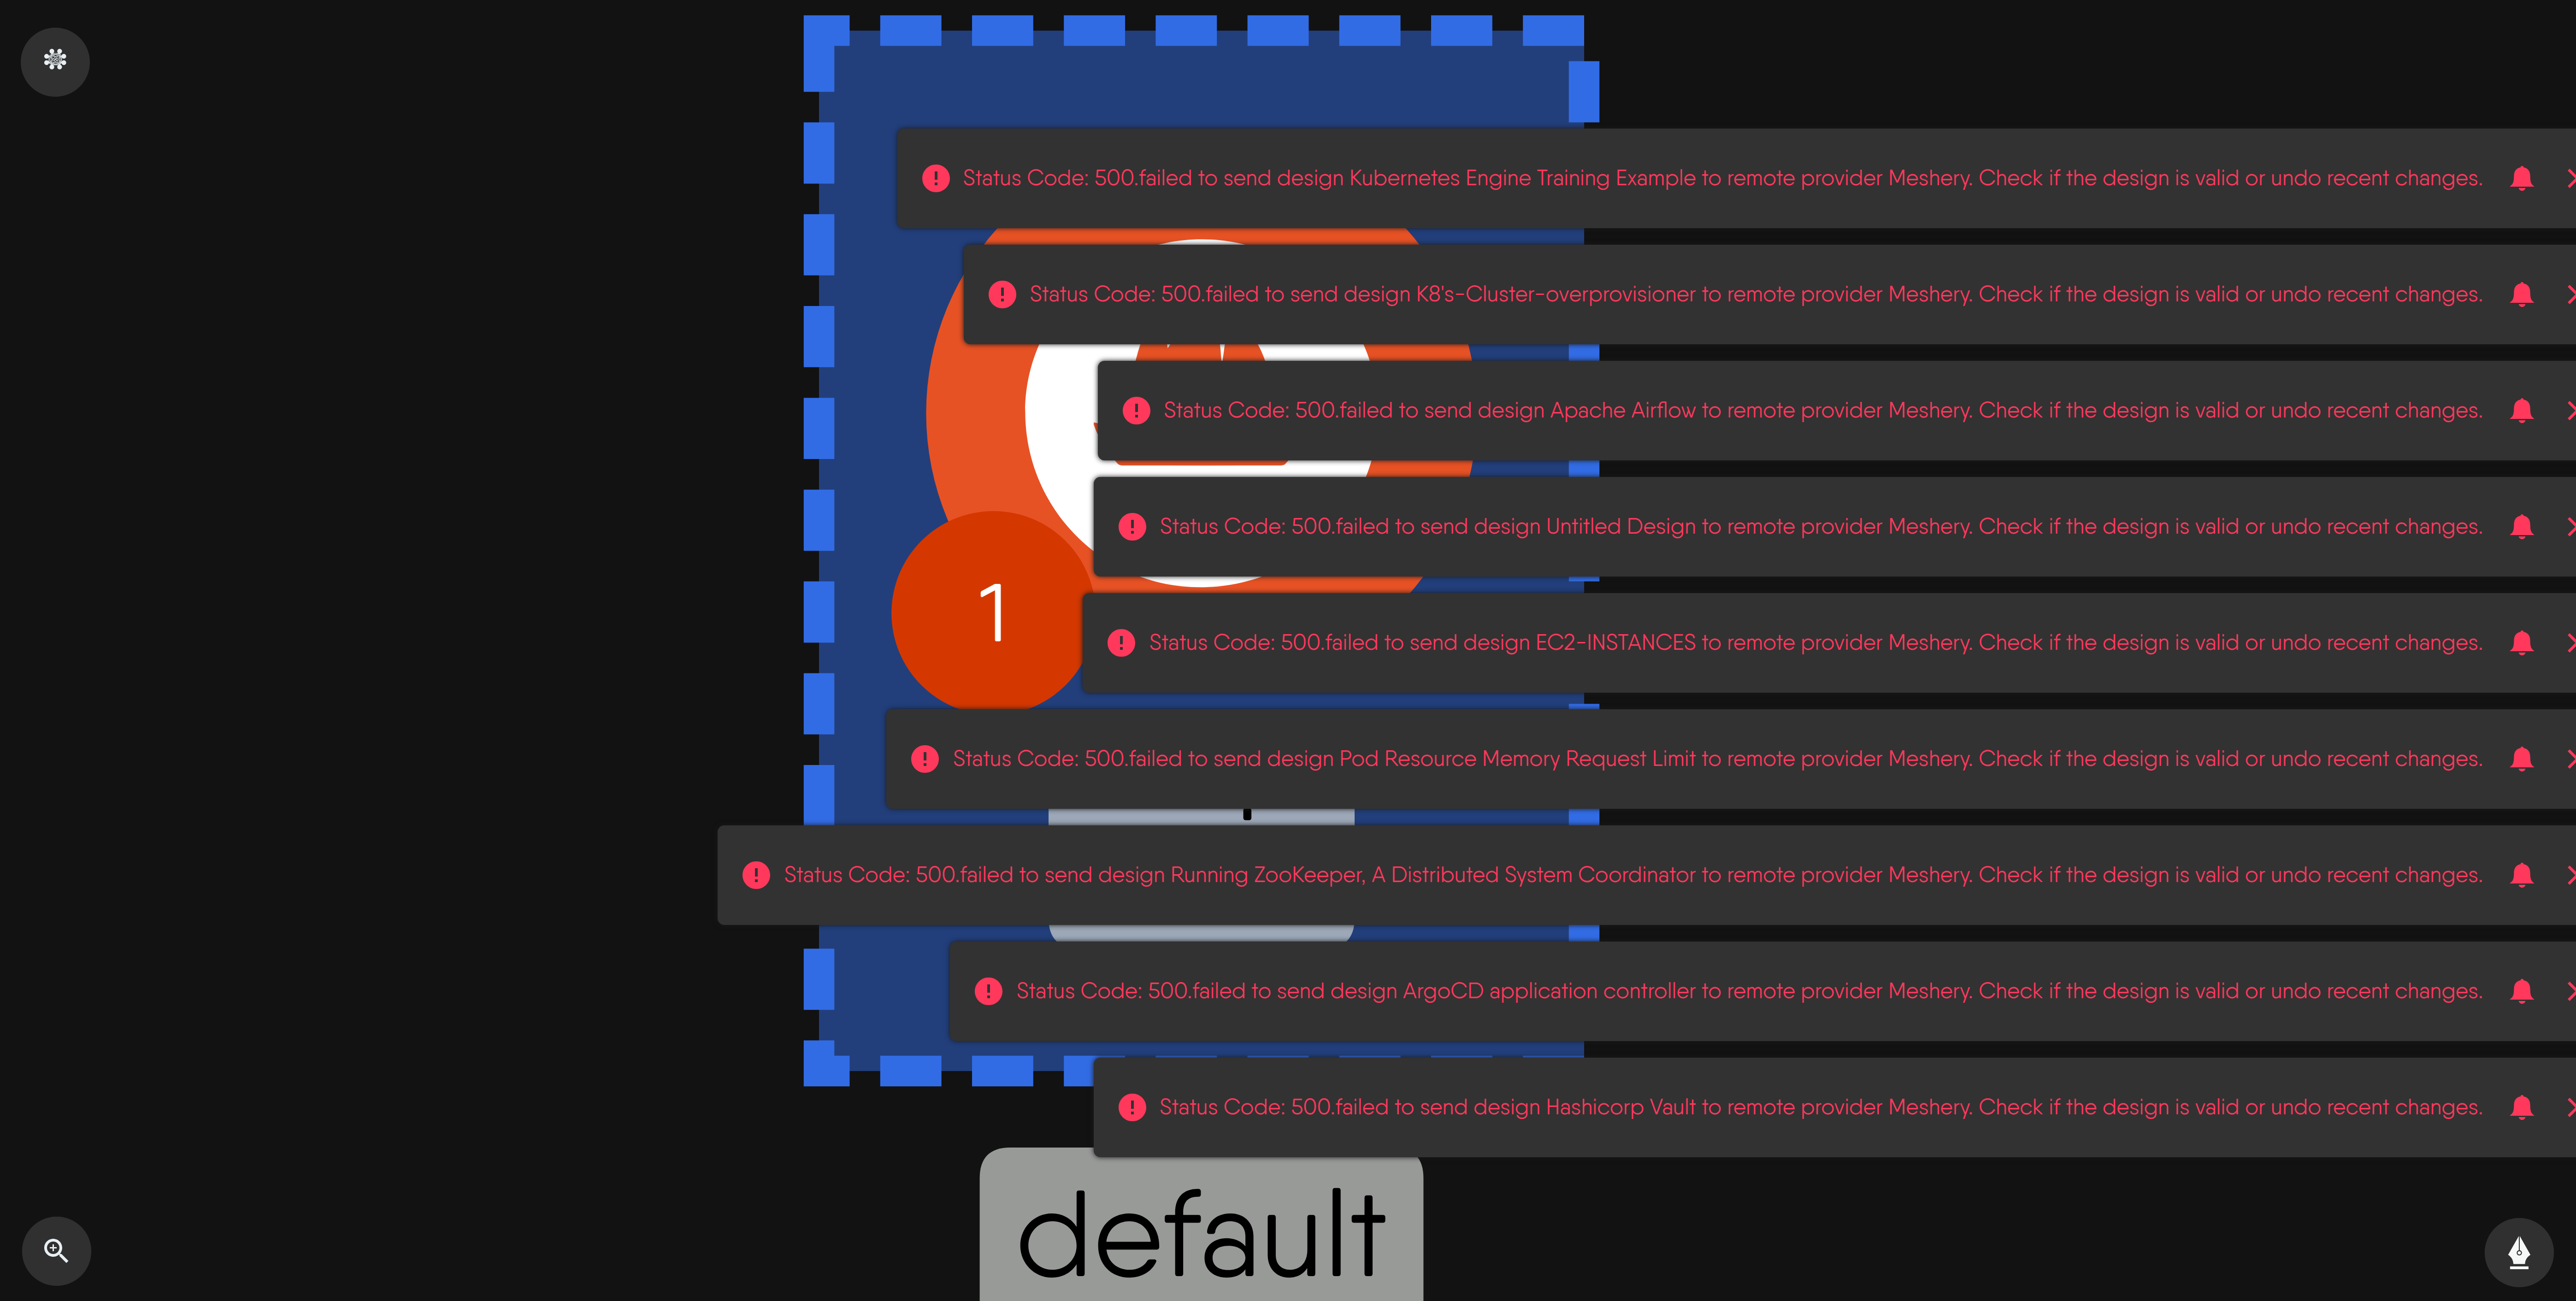 Status Code: 500.failed to send design Kubernetes Engine Training Example to remote provider Meshery. Check if the design is valid or undo recent changes.
Status Code: 500.failed to send design K8's-Cluster-overprovisioner to remote provider Meshery. Check if the design is valid or undo recent changes.
Status Code: 500.failed to send design Apache Airflow to remote provider Meshery. Check if the design is valid or undo recent changes.
Status Code: 500.failed to send design Untitled Design to remote provider Meshery. Check if the design is valid or undo recent changes.
1
Status Code: 500.failed to send design EC2-INSTANCES to remote provider Meshery. Check if the design is valid or undo recent changes.
Status Code: 500.failed to send design Pod Resource Memory Request Limit to remote provider Meshery. Check if the design is valid or undo recent changes.
Status Code: 500.failed to send design Running ZooKeeper, A Distributed System Coordinator to remote provider Meshery. Check if the design is valid or undo recent changes.
Status Code: 500.failed to send design ArgoCD application controller to remote provider Meshery. Check if the design is valid or undo recent changes.
Status Code: 500.failed to send design Hashicorp Vault to remote provider Meshery. Check if the design is valid or undo recent changes.
default